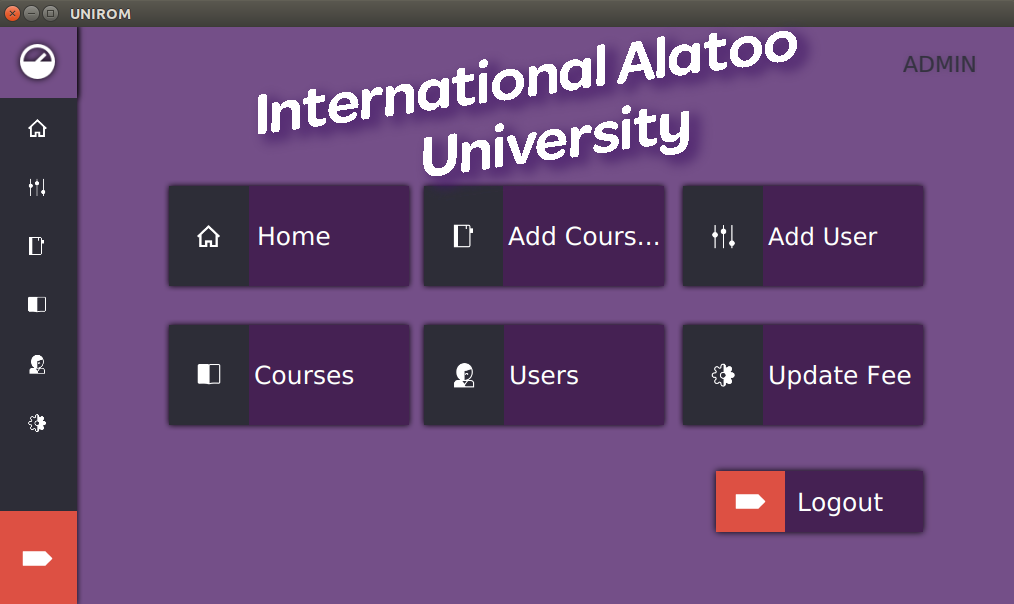 UNIROM
ADMIN
International Alatoo
University
Home
Add Cours...
Add User
Courses
Users
Update Fee
Logout